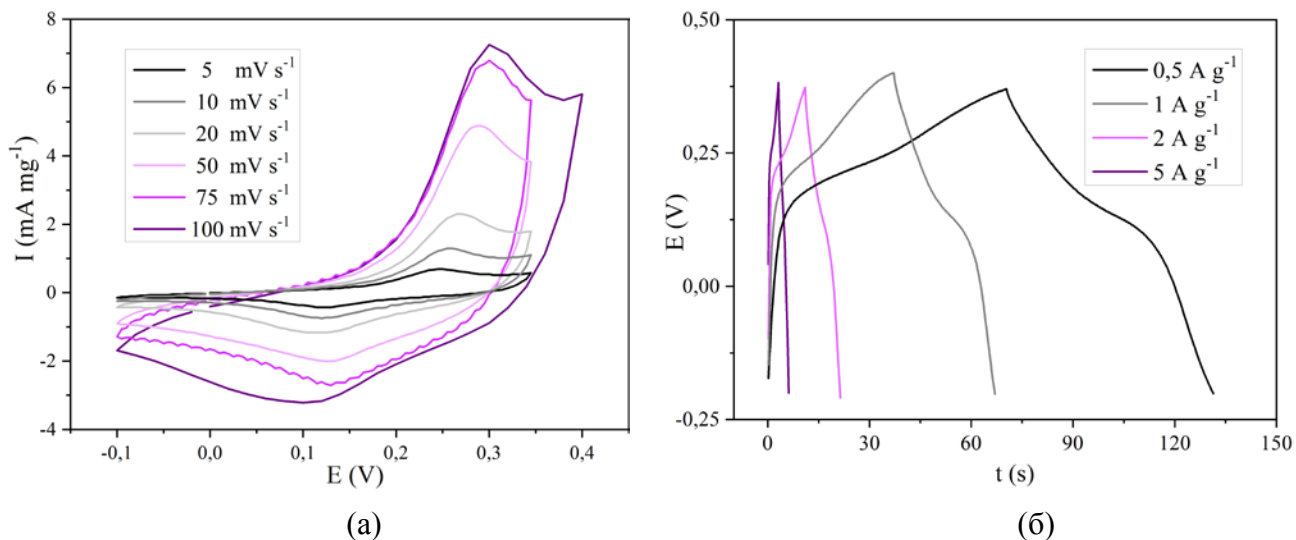 8
6
4
2
0
-2
-4
I (mA mg⁻¹)
5 mV s⁻¹
10 mV s⁻¹
20 mV s⁻¹
50 mV s⁻¹
75 mV s⁻¹
100 mV s⁻¹
-0,1 0,0 0,1 0,2 0,3 0,4
E (V)
(а)
0,50
0,25
0,00
-0,25
E (V)
0,5 A g⁻¹
1 A g⁻¹
2 A g⁻¹
5 A g⁻¹
0 30 60 90 120 150
t (s)
(б)